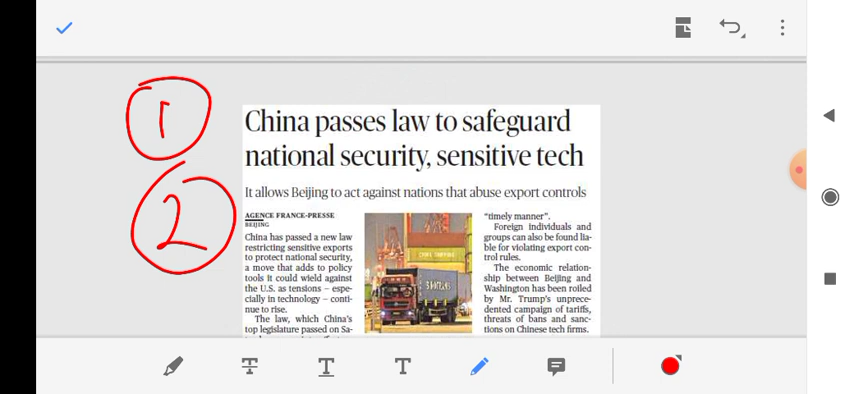 1
2
China passes law to safeguard
national security, sensitive tech
It allows Beijing to act against nations that abuse export controls
AGENCE FRANCE-PRESSE
BEIJING
China has passed a new law
restricting sensitive exports
to protect national security,
a move that adds to policy
tools it could wield against
the U.S. as tensions – espe-
cially in technology – conti-
nue to rise.
The law, which China's
top legislature passed on Sa-
"timely manner".
Foreign individuals and
groups can also be found lia-
ble for violating export con-
trol rules.
The economic relation-
ship between Beijing and
Washington has been roiled
by Mr. Trump's unprece-
dented campaign of tariffs,
threats of bans and sanc-
tions on Chinese tech firms.
T T T